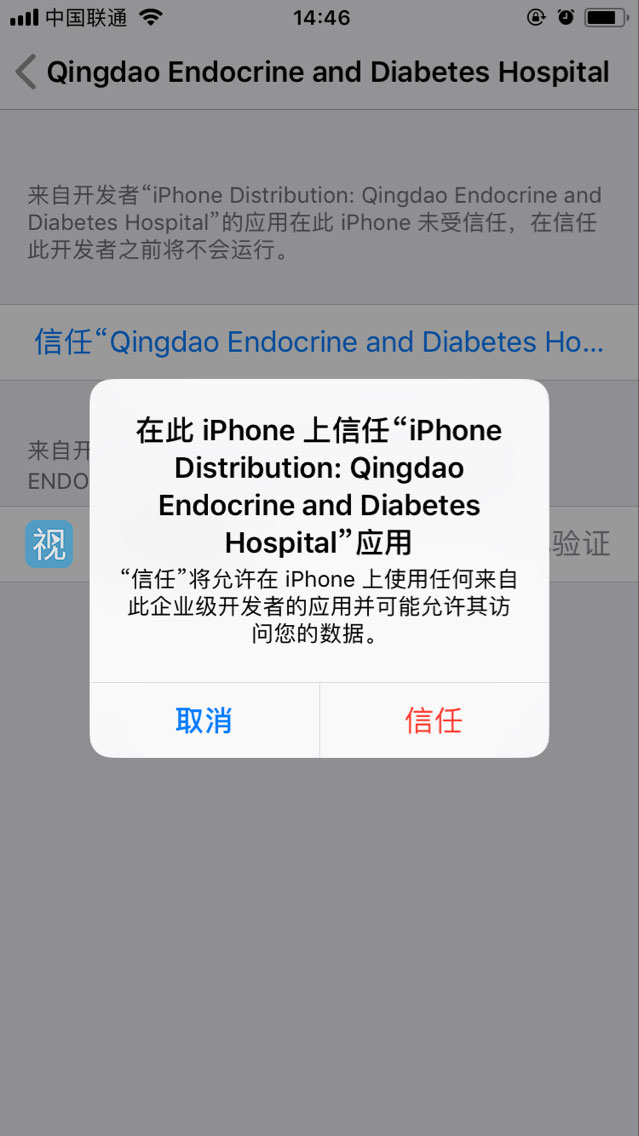 中国联通
14:46
Qingdao Endocrine and Diabetes Hospital
来自开发者“iPhone Distribution: Qingdao Endocrine and
Diabetes Hospital”的应用在此 iPhone 未受信任，在信任
此开发者之前将不会运行。
信任“Qingdao Endocrine and Diabetes Ho...
在此 iPhone 上信任“iPhone
Distribution: Qingdao
Endocrine and Diabetes
Hospital”应用
“信任”将允许在 iPhone 上使用任何来自
此企业级开发者的应用并可能允许其访
问您的数据。
来自开
ENDO
视
验证
取消
信任